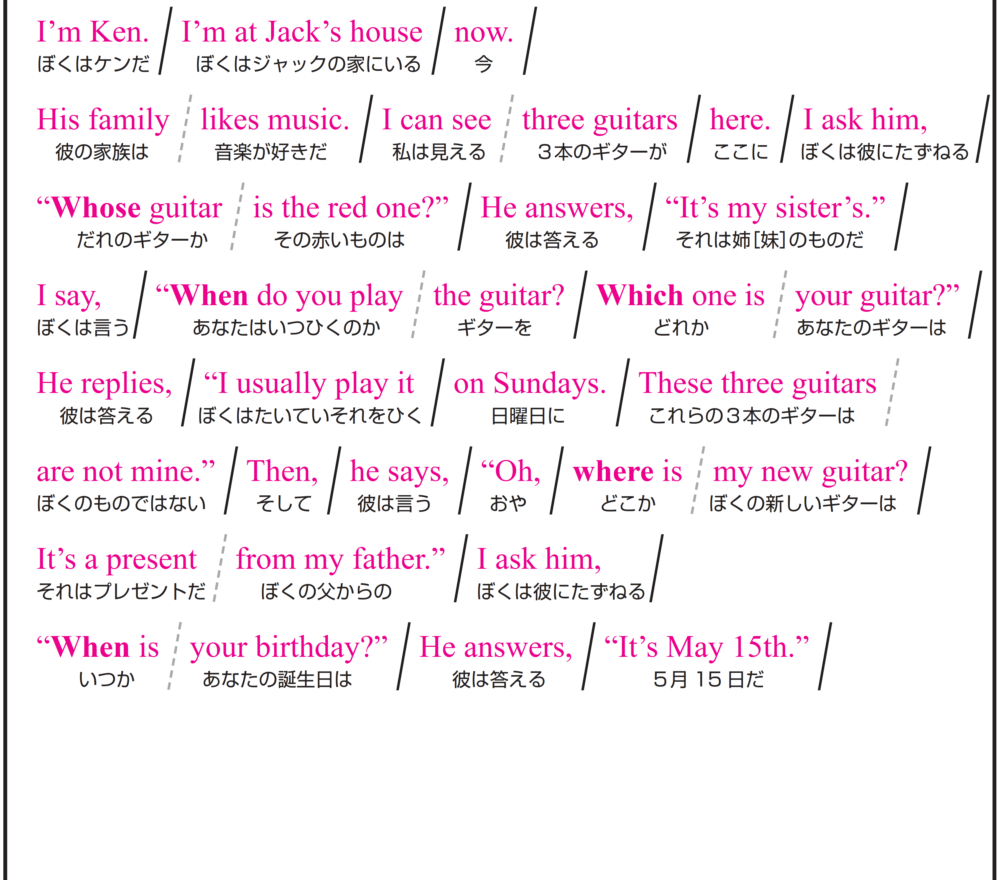 I’m Ken. / I’m at Jack’s house / now. /
ぼくはケンだ ぼくはジャックの家にいる 今
His family / likes music. / I can see / three guitars / here. / I ask him, /
彼の家族は 音楽が好きだ 私は見える 3本のギターが ここに ぼくは彼にたずねる
“Whose guitar / is the red one?” / He answers, / “It’s my sister’s.” /
だれのギターか その赤いものは 彼は答える それは姉[妹]のものだ
I say, / “When do you play / the guitar? / Which one is / your guitar?” /
ぼくは言う あなたはいつひくのか ギターを どれか あなたのギターは
He replies, / “I usually play it / on Sundays. / These three guitars /
彼は答える ぼくはたいていそれをひく 日曜日に これらの3本のギターは
are not mine.” / Then, / he says, / “Oh, / where is / my new guitar? /
ぼくのものではない そして 彼は言う おや どこか ぼくの新しいギターは
It’s a present / from my father.” / I ask him, /
それはプレゼントだ ぼくの父からの ぼくは彼にたずねる
“When is / your birthday?” / He answers, / “It’s May 15th.” /
いつか あなたの誕生日は 彼は答える 5月15日だ